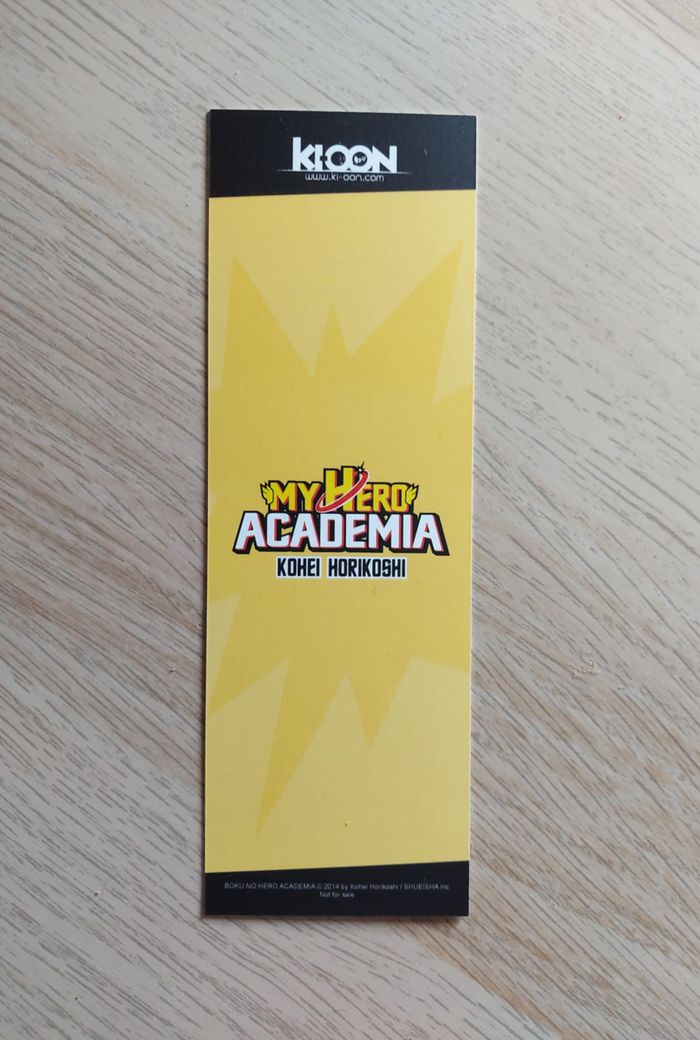 KI-OON
www.ki-oon.com
MY HERO
ACADEMIA
KOHEI HORIKOSHI
BOKU NO HERO ACADEMIA © 2014 by Kohei Horikoshi / SHUEISHA Inc.
Not for sale